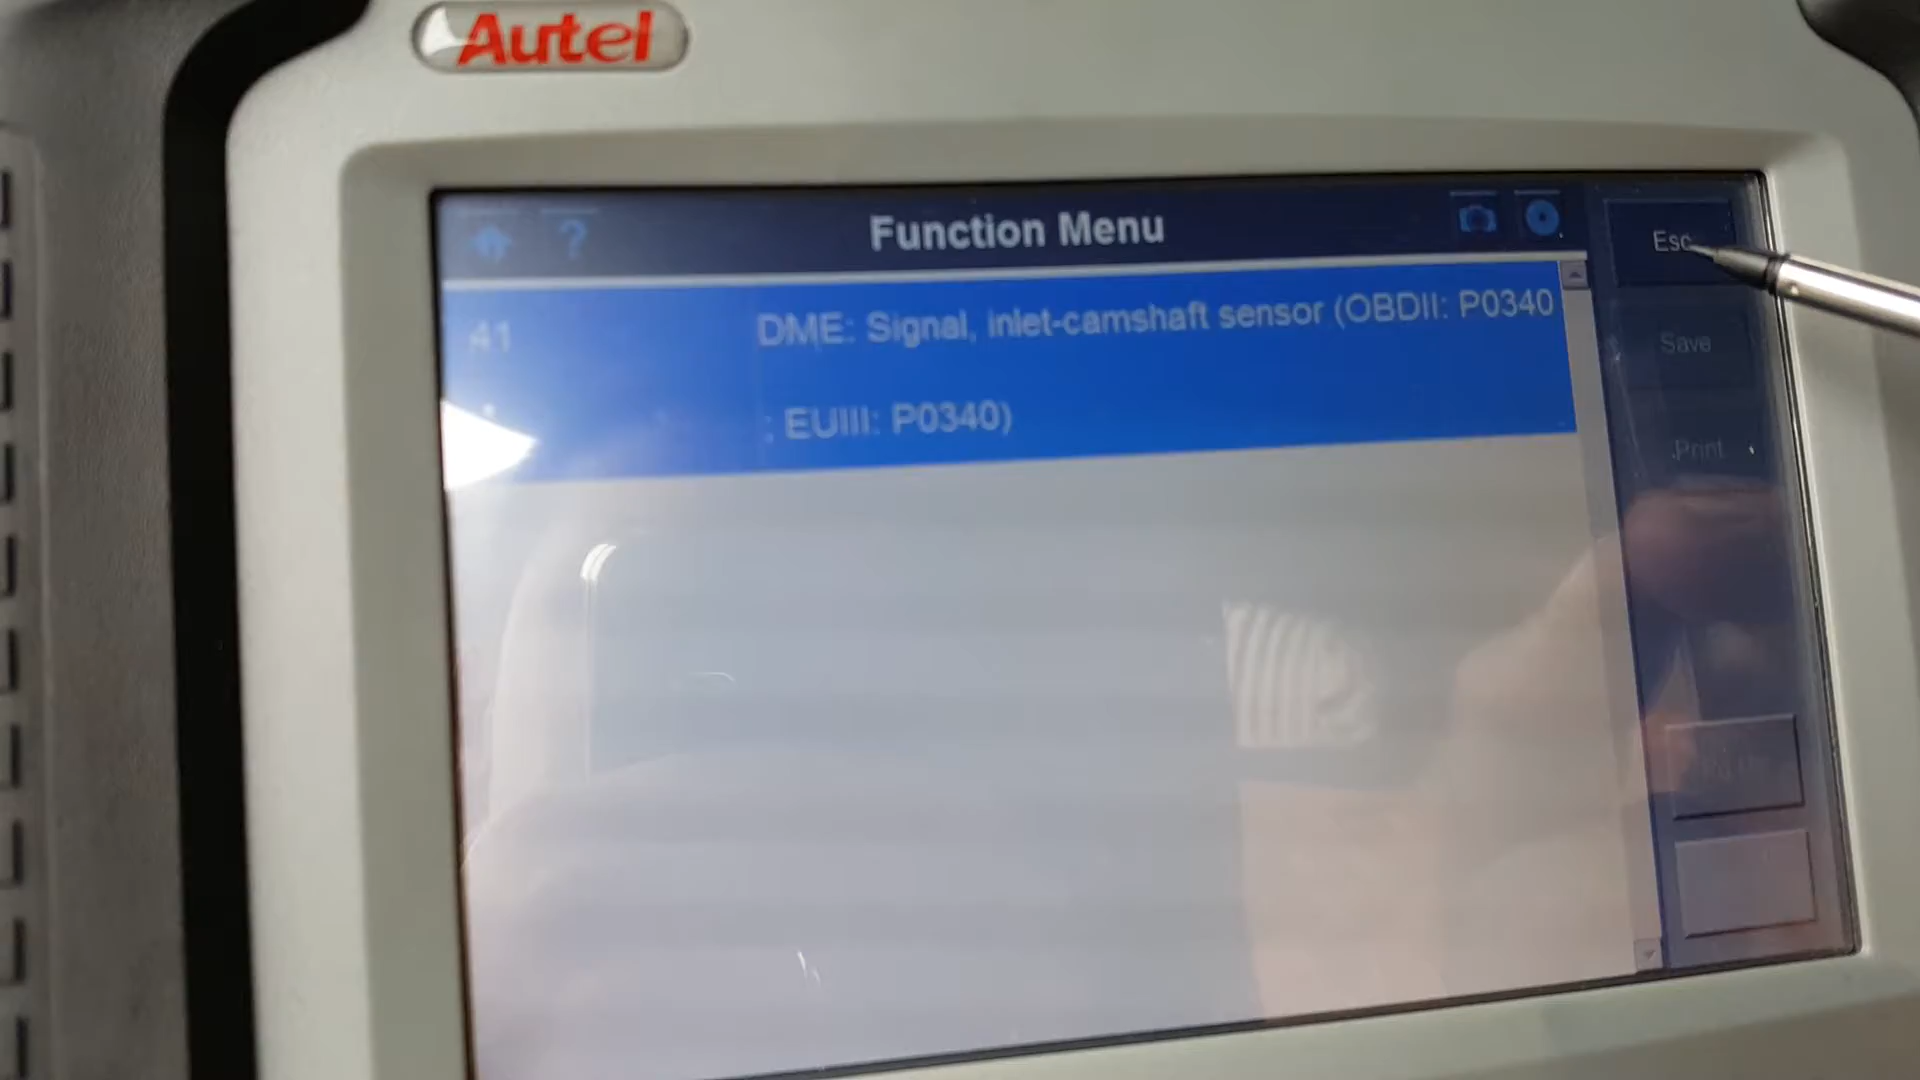 Autel
?
Function Menu
Esc
41
DME: Signal, inlet-camshaft sensor (OBDII: P0340
: EUIII: P0340)
Save
Print